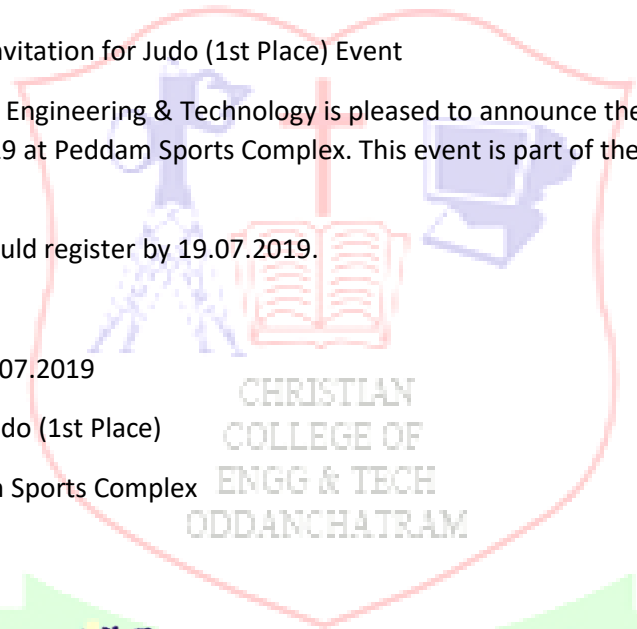 nvitation for Judo (1st Place) Event
Engineering & Technology is pleased to announce the
9 at Peddam Sports Complex. This event is part of the
uld register by 19.07.2019.
07.2019
do (1st Place)
Sports Complex
CHRISTIAN
COLLEGE OF
ENGG & TECH
ODDANCHATRAM